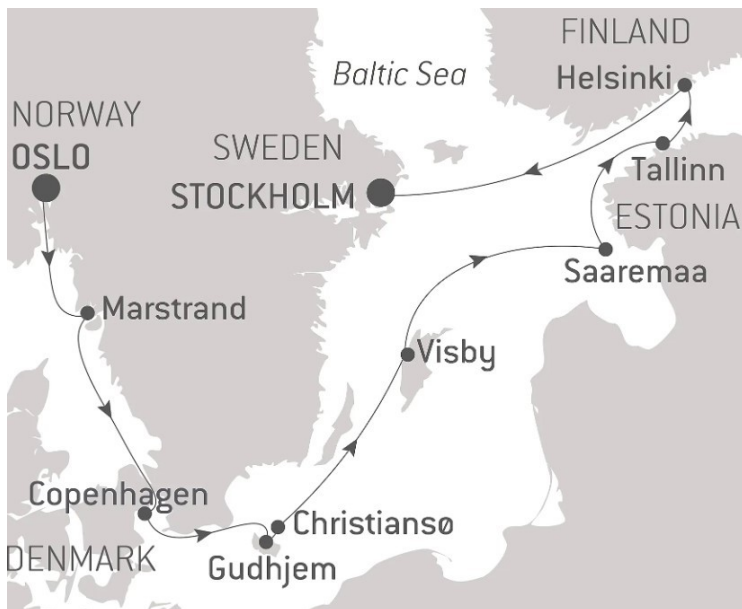 FINLAND
Helsinki
Baltic Sea
NORWAY
OSLO
SWEDEN
STOCKHOLM
Tallinn
ESTONIA
Saaremaa
Marstrand
Visby
Copenhagen
Christiansø
DENMARK
Gudhjem